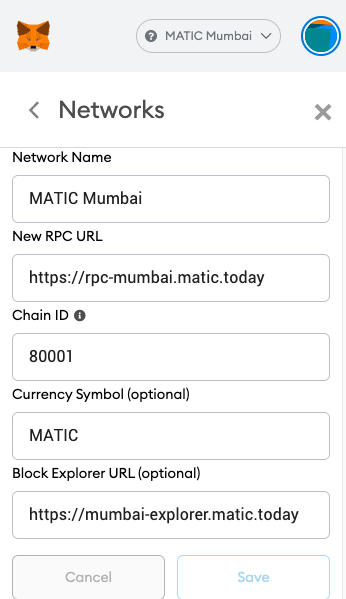 MATIC Mumbai
Networks
Network Name
MATIC Mumbai
New RPC URL
https://rpc-mumbai.matic.today
Chain ID
80001
Currency Symbol (optional)
MATIC
Block Explorer URL (optional)
https://mumbai-explorer.matic.today
Cancel Save